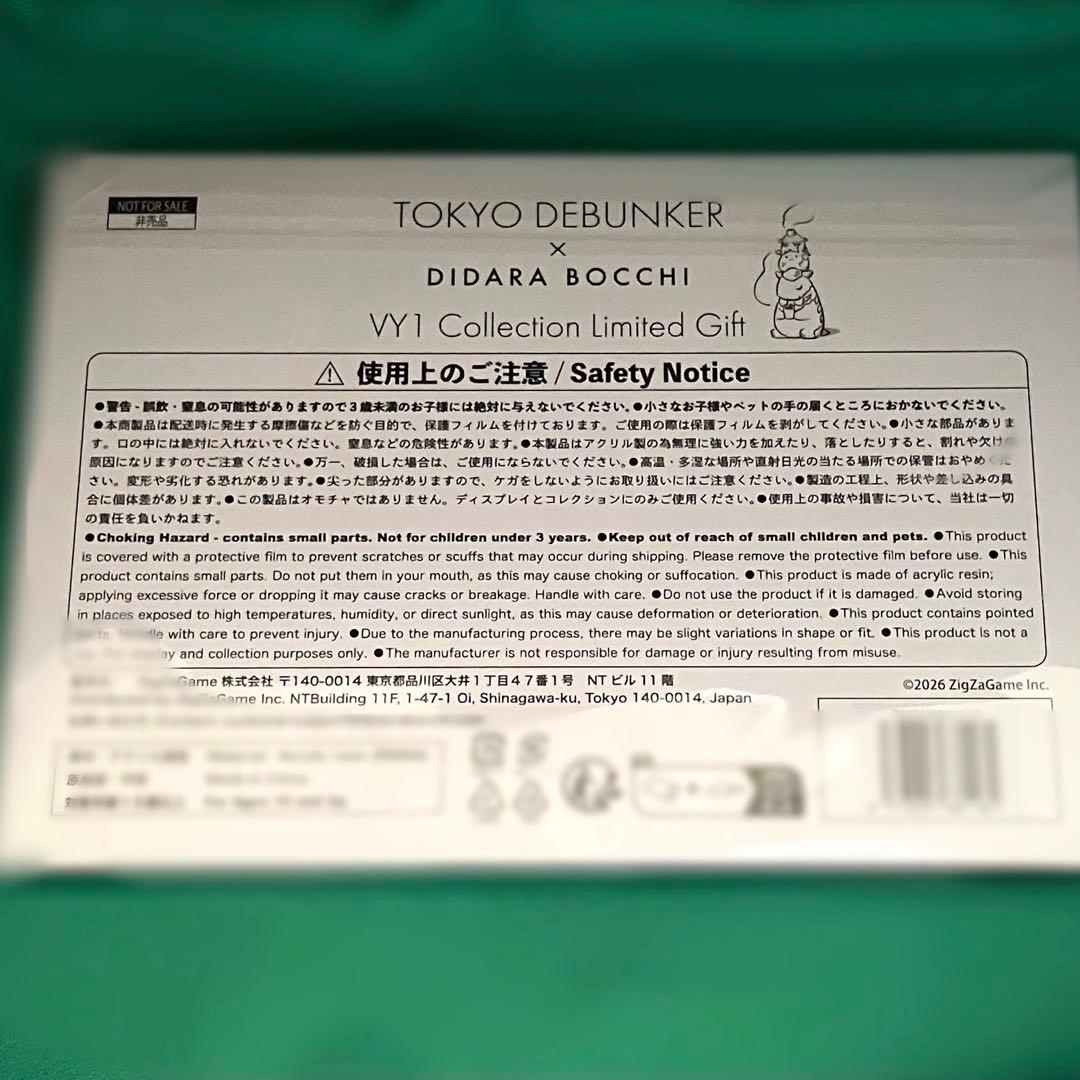 NOT FOR SALE
非売品
TOKYO DEBUNKER
×
DIDARA BOCCHI
VY1 Collection Limited Gift
⚠ 使用上のご注意 / Safety Notice
●警告 - 誤飲・窒息の可能性がありますので3歳未満のお子様には絶対に与えないでください。●小さなお子様やペットの手の届くところにおかないでください。
●本商製品は配送時に発生する摩擦傷などを防ぐ目的で、保護フィルムを付けております。ご使用の際は保護フィルムを剥がしてください。●小さな部品がありま
す。口の中には絶対に入れないでください。窒息などの危険性があります。●本製品はアクリル製の為無理に強い力を加えたり、落としたりすると、割れや欠け
原因になりますのでご注意ください。●万一、破損した場合は、ご使用にならないでください。●高温・多湿な場所や直射日光の当たる場所での保管はおやめくだ
さい。変形や劣化する恐れがあります。●尖った部分がありますので、ケガをしないようにお取り扱いにはご注意ください。●製造の工程上、形状や差し込みの具
合に個体差があります。●この製品はオモチャではありません。ディスプレイとコレクションにのみご使用ください。●使用上の事故や損害について、当社は一切
の責任を負いかねます。
●Choking Hazard - contains small parts. Not for children under 3 years. ●Keep out of reach of small children and pets. ●This product
is covered with a protective film to prevent scratches or scuffs that may occur during shipping. Please remove the protective film before use. ●This
product contains small parts. Do not put them in your mouth, as this may cause choking or suffocation. ●This product is made of acrylic resin;
applying excessive force or dropping it may cause cracks or breakage. Handle with care. ●Do not use the product if it is damaged. ●Avoid storing
in places exposed to high temperatures, humidity, or direct sunlight, as this may cause deformation or deterioration. ●This product contains pointed
parts. Handle with care to prevent injury. ●Due to the manufacturing process, there may be slight variations in shape or fit. ●This product is not a
display and collection purposes only. ●The manufacturer is not responsible for damage or injury resulting from misuse.
ZigZaGame 株式会社 〒140-0014 東京都品川区大井1丁目47番1号 NTビル11階
Distributed by ZigZaGame Inc. NTBuilding 11F, 1-47-1 Oi, Shinagawa-ku, Tokyo 140-0014, Japan
©2026 ZigZaGame Inc.